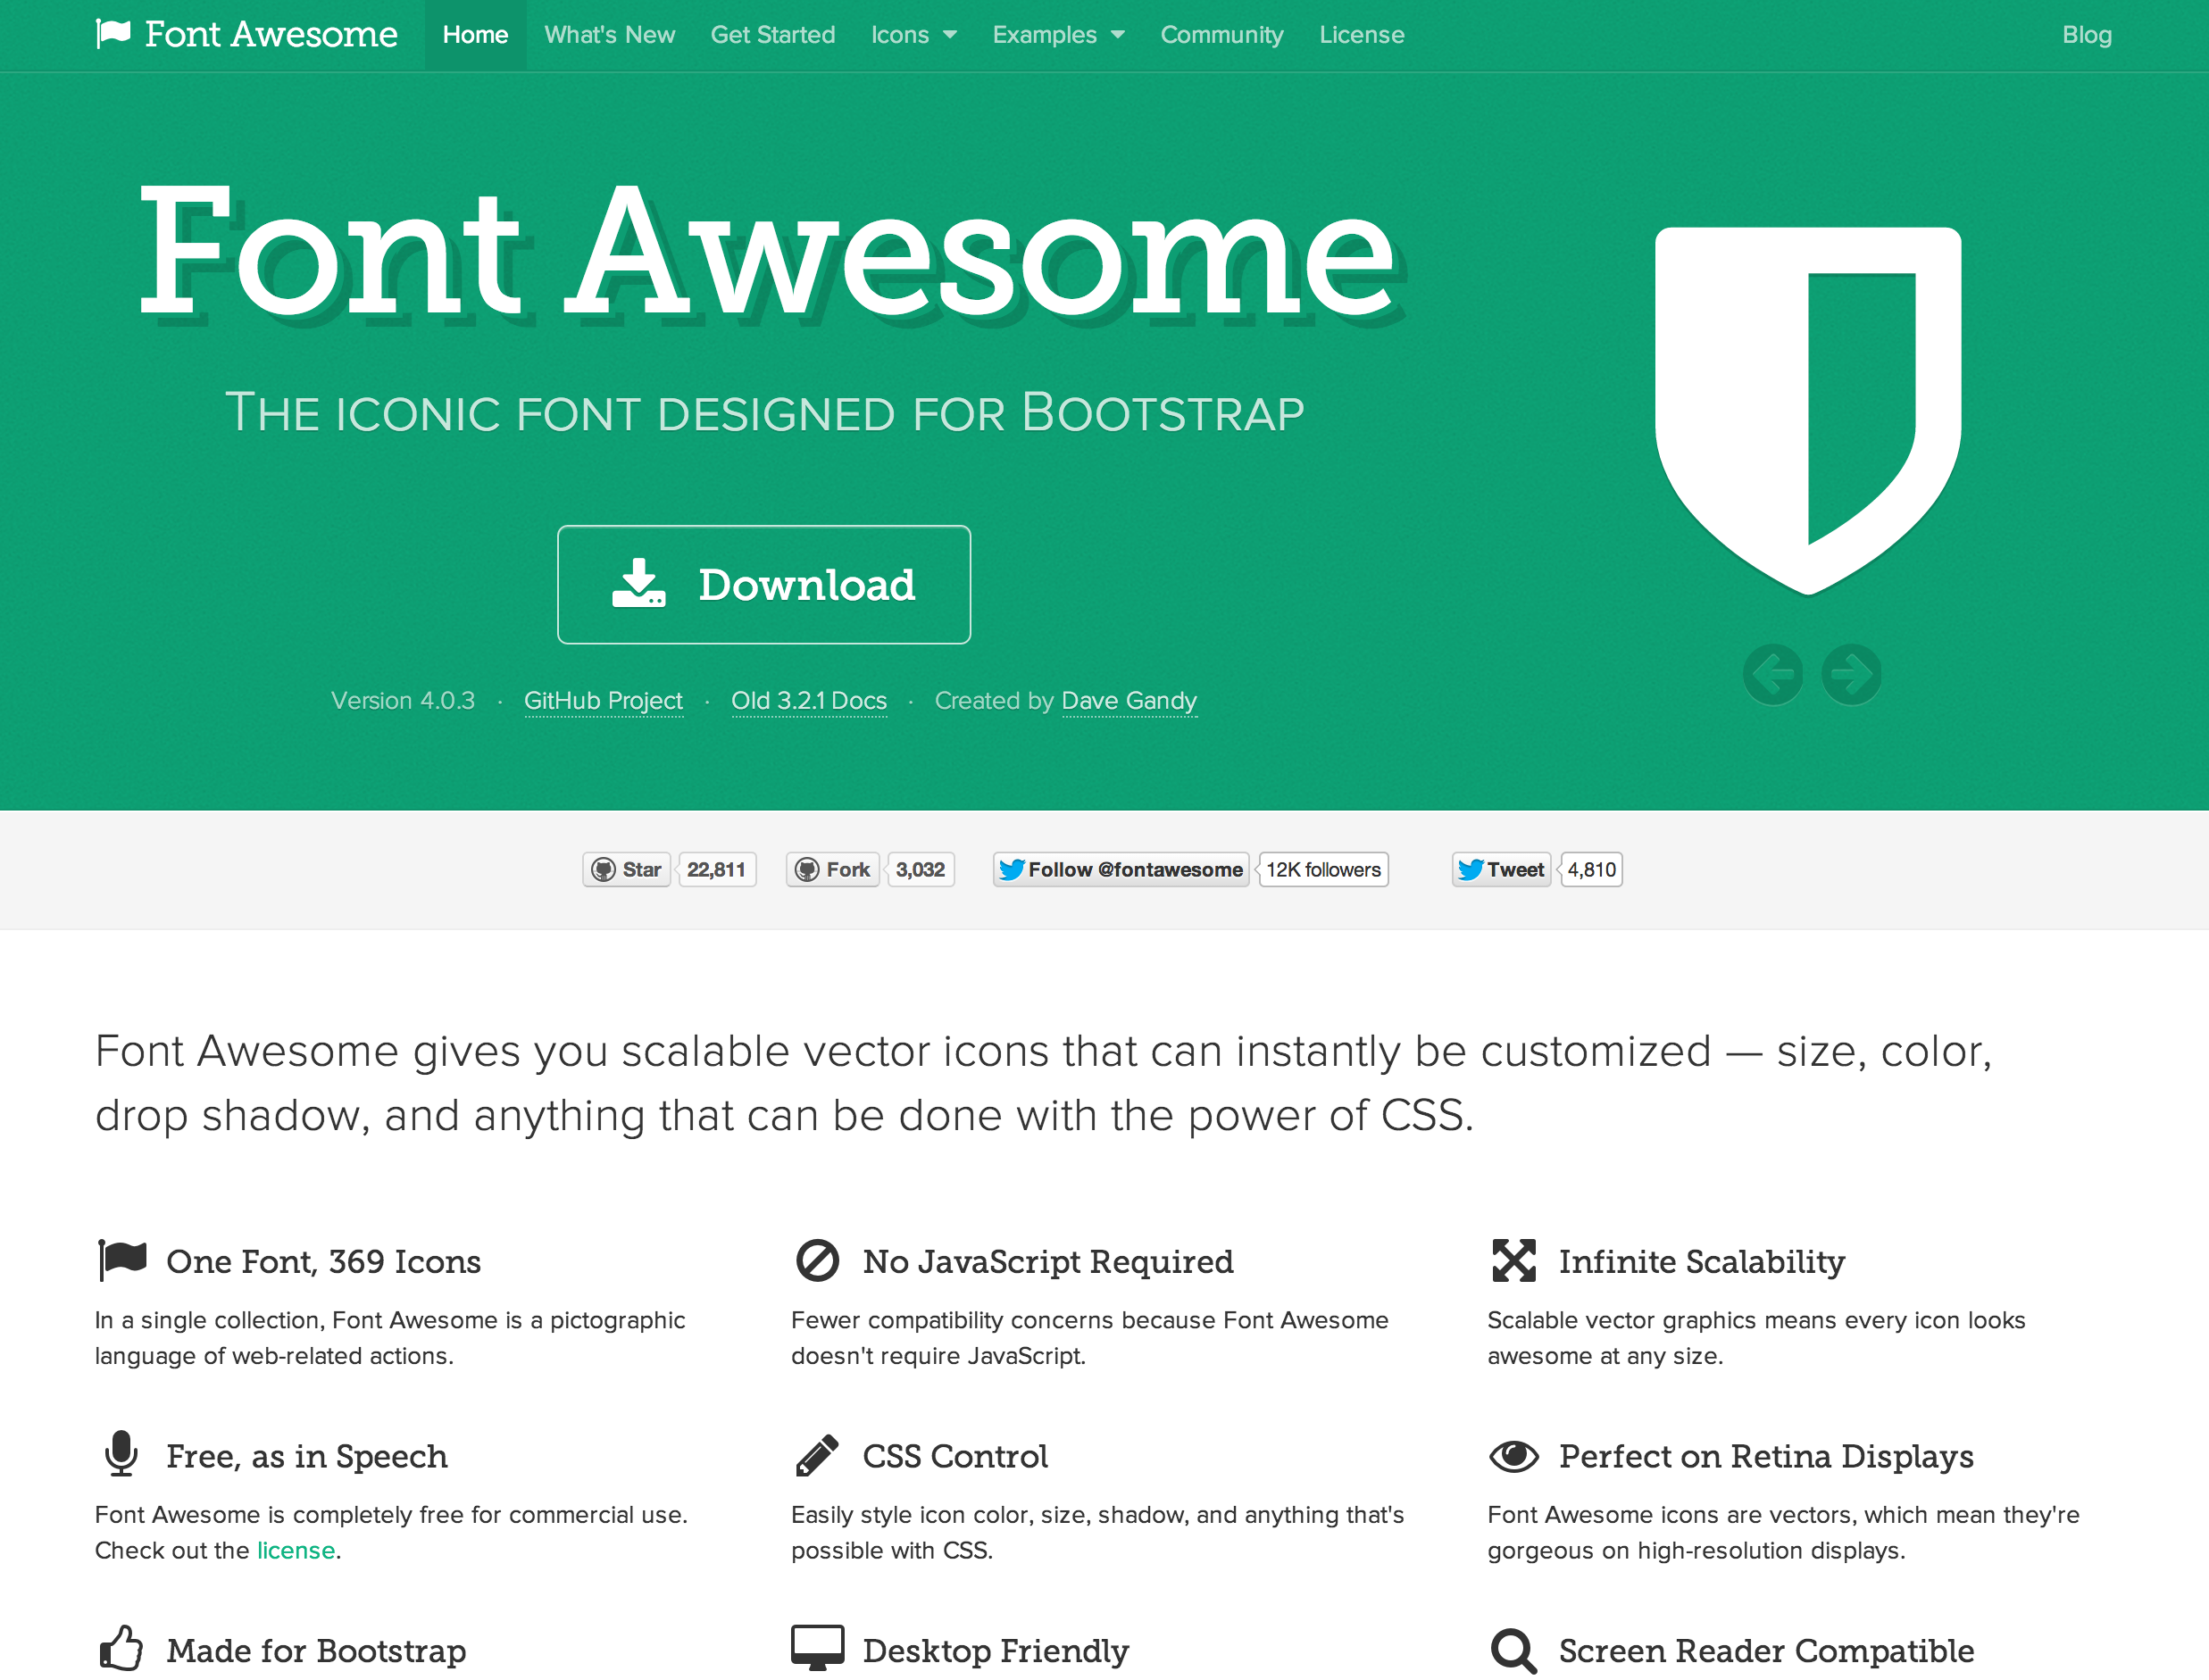 Font Awesome Home What's New Get Started Icons Examples Community License Blog
Font Awesome
The iconic font designed for Bootstrap
Download
Version 4.0.3 · GitHub Project · Old 3.2.1 Docs · Created by Dave Gandy
Star 22,811 Fork 3,032 Follow @fontawesome 12K followers Tweet 4,810
Font Awesome gives you scalable vector icons that can instantly be customized — size, color,
drop shadow, and anything that can be done with the power of CSS.
One Font, 369 Icons
In a single collection, Font Awesome is a pictographic
language of web-related actions.
No JavaScript Required
Fewer compatibility concerns because Font Awesome
doesn't require JavaScript.
Infinite Scalability
Scalable vector graphics means every icon looks
awesome at any size.
Free, as in Speech
Font Awesome is completely free for commercial use.
Check out the license.
CSS Control
Easily style icon color, size, shadow, and anything that's
possible with CSS.
Perfect on Retina Displays
Font Awesome icons are vectors, which mean they're
gorgeous on high-resolution displays.
Made for Bootstrap
Desktop Friendly
Screen Reader Compatible